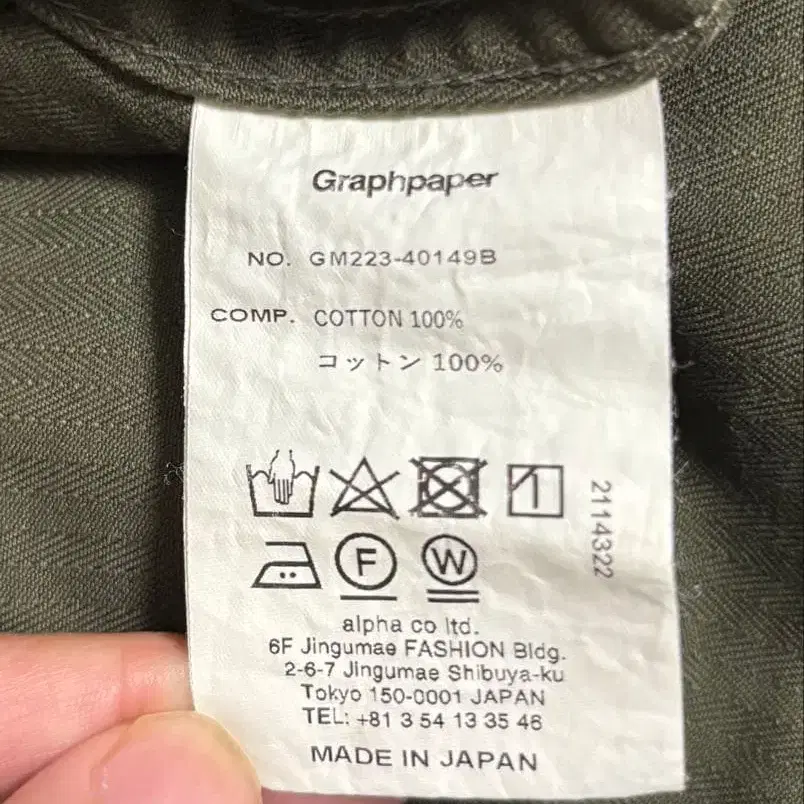 Graphpaper
NO. GM223-40149B
COMP. COTTON 100%
コットン 100%
2114322
F W
alpha co ltd.
6F Jingumae FASHION Bldg.
2-6-7 Jingumae Shibuya-ku
Tokyo 150-0001 JAPAN
TEL: +81 3 54 13 35 46
MADE IN JAPAN